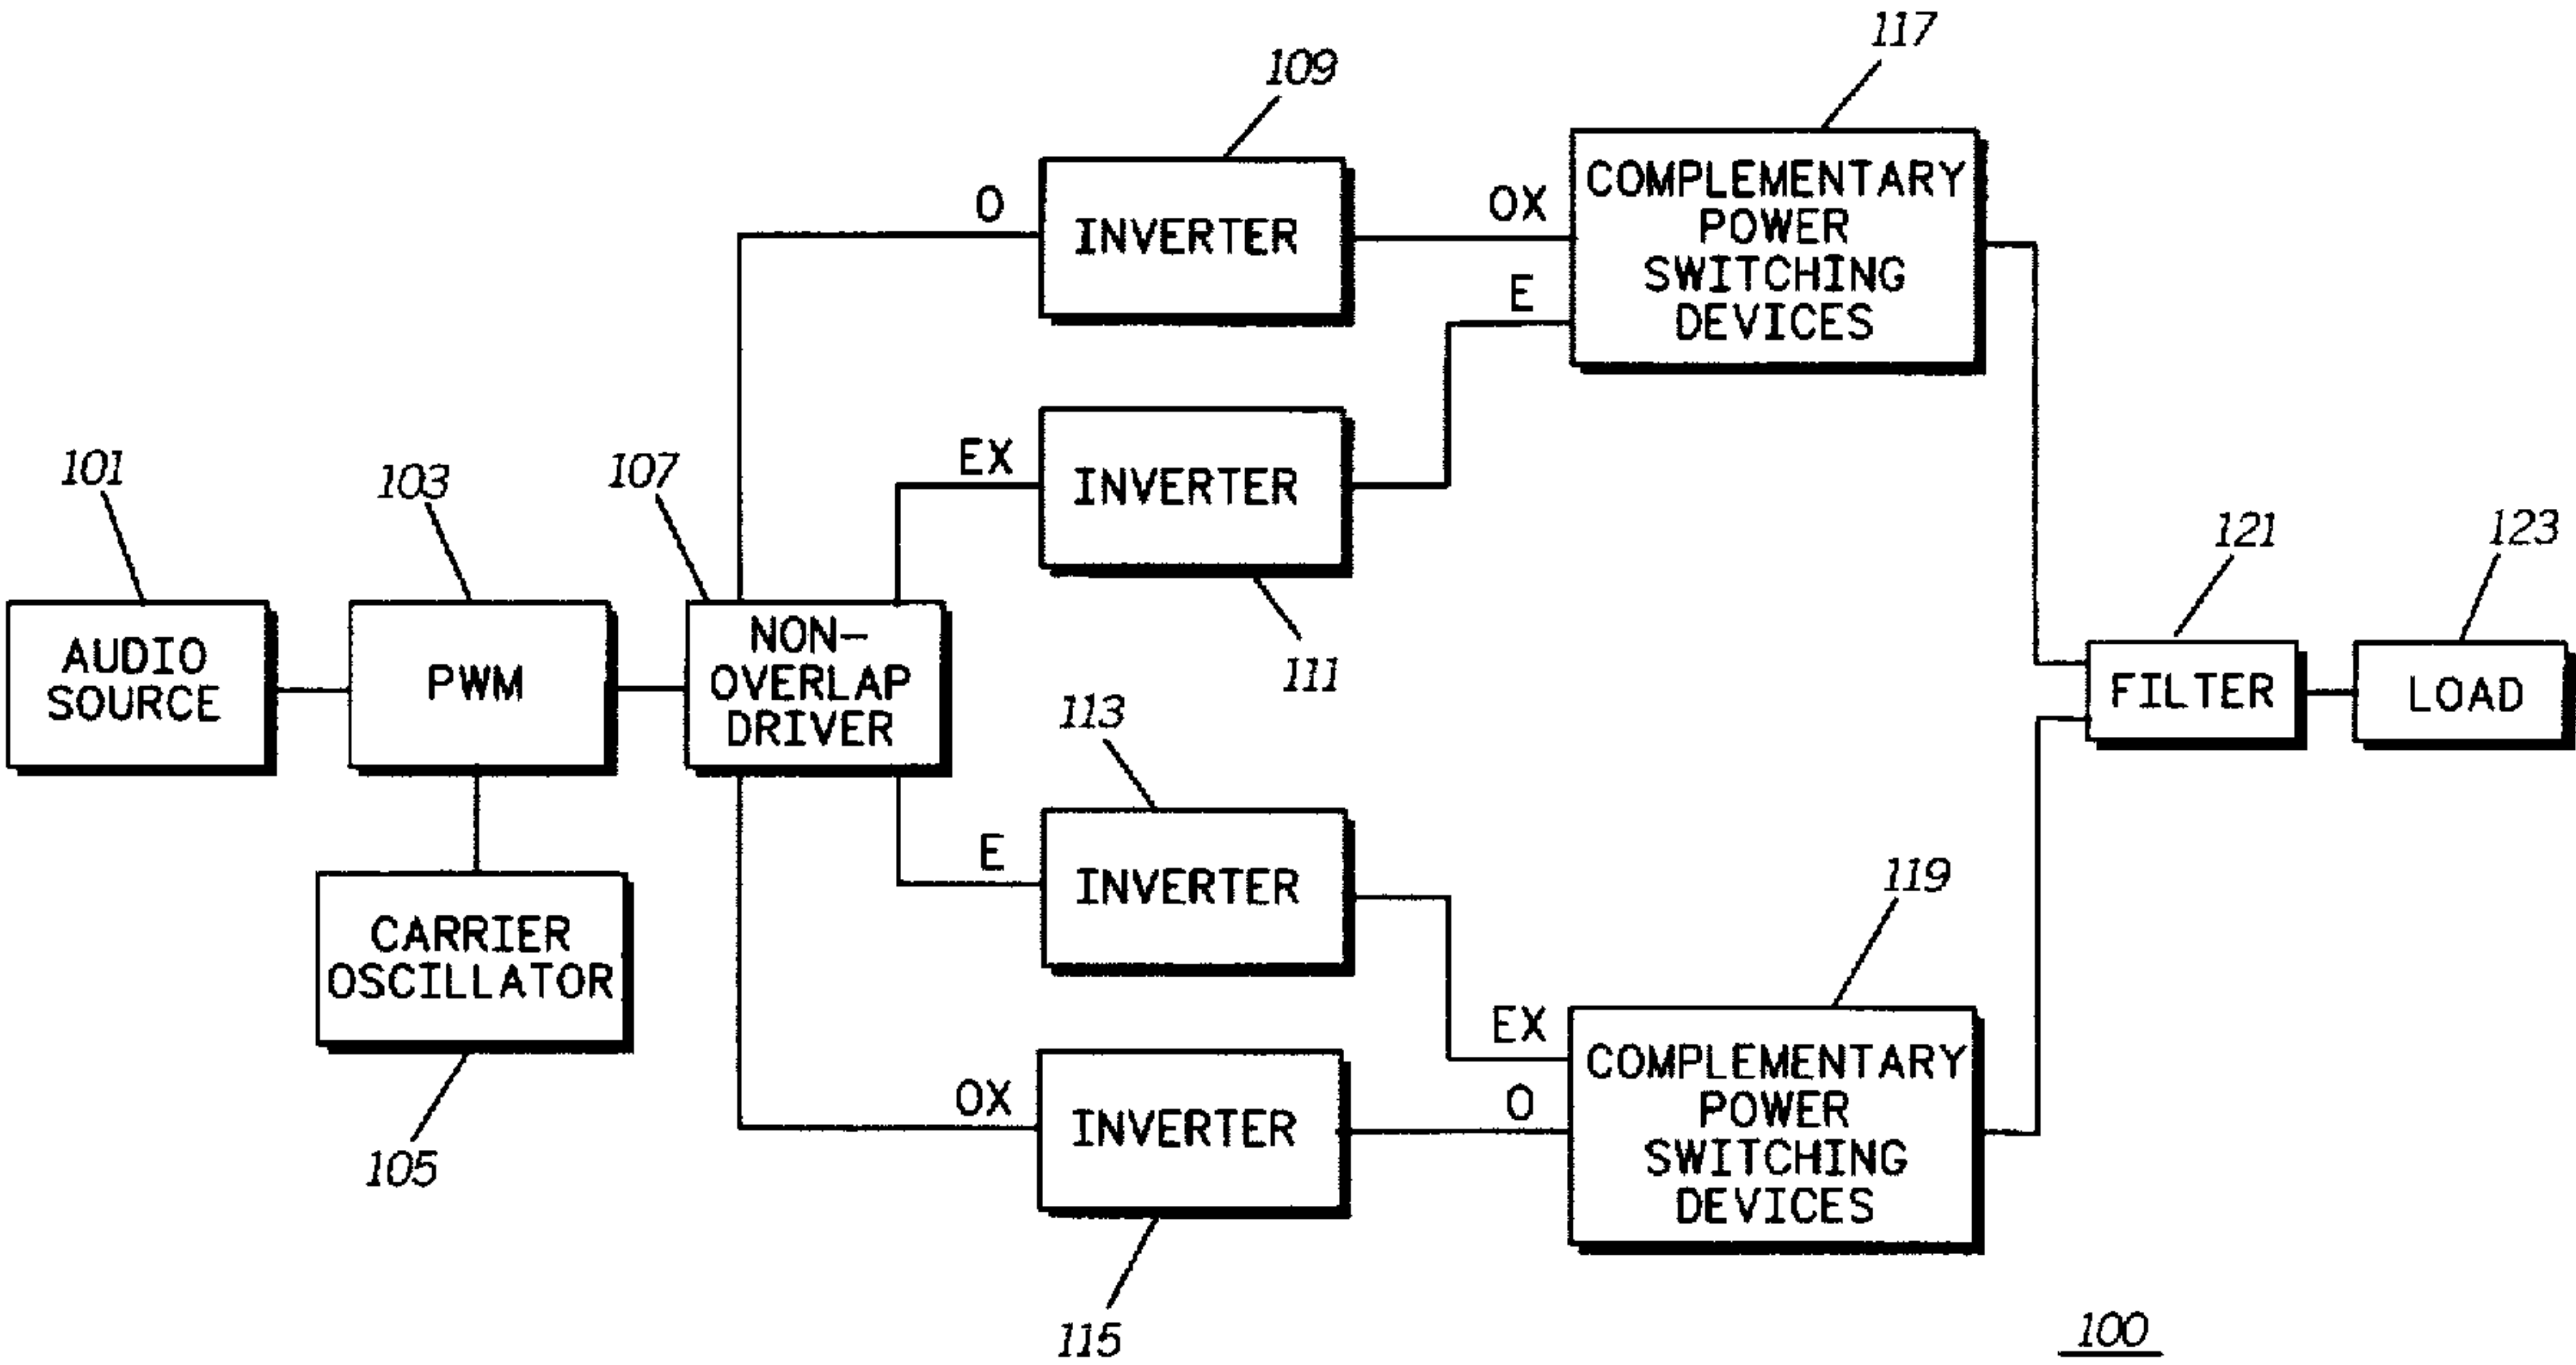 117
109
COMPLEMENTARY
POWER
SWITCHING
DEVICES
O
INVERTER
OX
E
101
103
107
EX
INVERTER
111
121
123
AUDIO
SOURCE
PWM
NON-
OVERLAP
DRIVER
FILTER
LOAD
113
E
INVERTER
119
CARRIER
OSCILLATOR
105
EX
OX
INVERTER
O
COMPLEMENTARY
POWER
SWITCHING
DEVICES
115
100